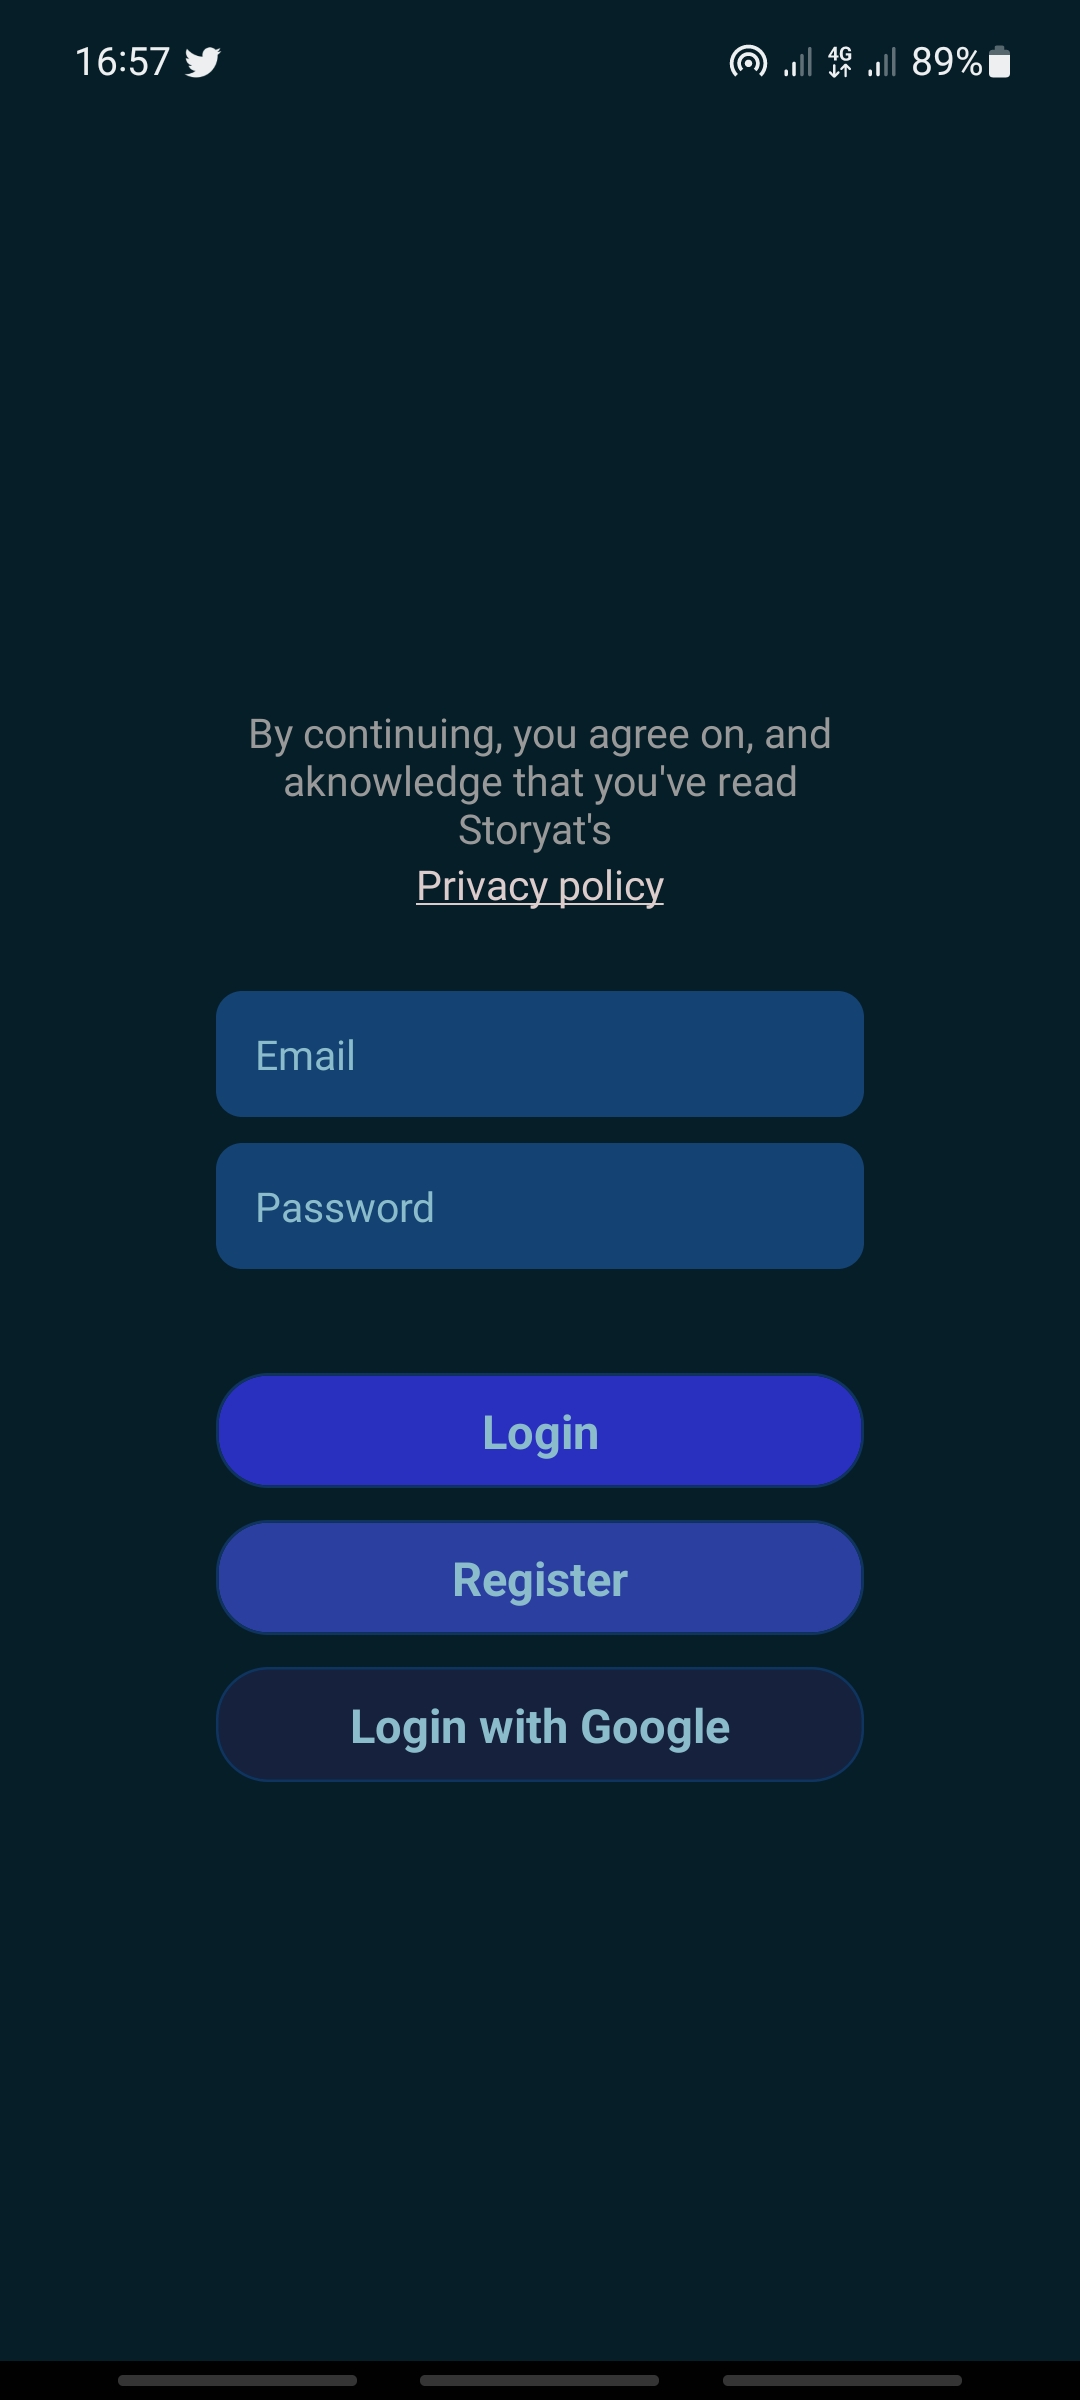 16:57 4G 89%
By continuing, you agree on, and
aknowledge that you've read
Storyat's
Privacy policy
Email
Password
Login
Register
Login with Google